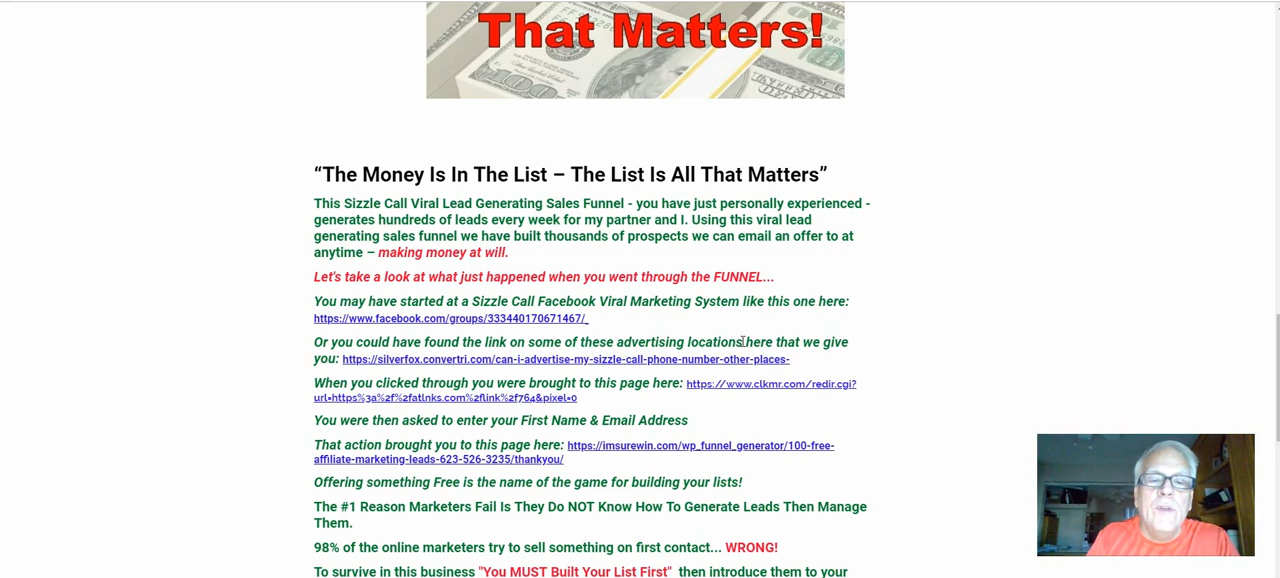 That Matters!
100
“The Money Is In The List – The List Is All That Matters”
This Sizzle Call Viral Lead Generating Sales Funnel - you have just personally experienced -
generates hundreds of leads every week for my partner and I. Using this viral lead
generating sales funnel we have built thousands of prospects we can email an offer to at
anytime – making money at will.
Let's take a look at what just happened when you went through the FUNNEL...
You may have started at a Sizzle Call Facebook Viral Marketing System like this one here:
https://www.facebook.com/groups/333440170671467/_
Or you could have found the link on some of these advertising locations here that we give
you: https://silverfox.convertri.com/can-i-advertise-my-sizzle-call-phone-number-other-places-
When you clicked through you were brought to this page here: https://www.clkmr.com/redir.cgi?
url=https%3a%2f%2fatlnks.com%2flink%2f764&pixel=0
You were then asked to enter your First Name & Email Address
That action brought you to this page here: https://imsurewin.com/wp_funnel_generator/100-free-
affiliate-marketing-leads-623-526-3235/thankyou/
Offering something Free is the name of the game for building your lists!
The #1 Reason Marketers Fail Is They Do NOT Know How To Generate Leads Then Manage
Them.
98% of the online marketers try to sell something on first contact... WRONG!
To survive in this business "You MUST Built Your List First" then introduce them to your